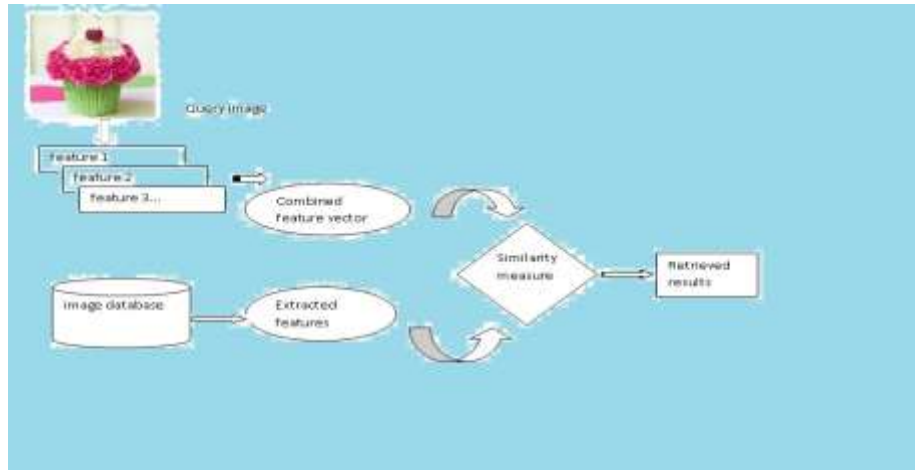 Query image
feature 1
feature 2
feature 3...
Combined
feature vector
Similarity
measure
Retrieved
results
image database
Extracted
features